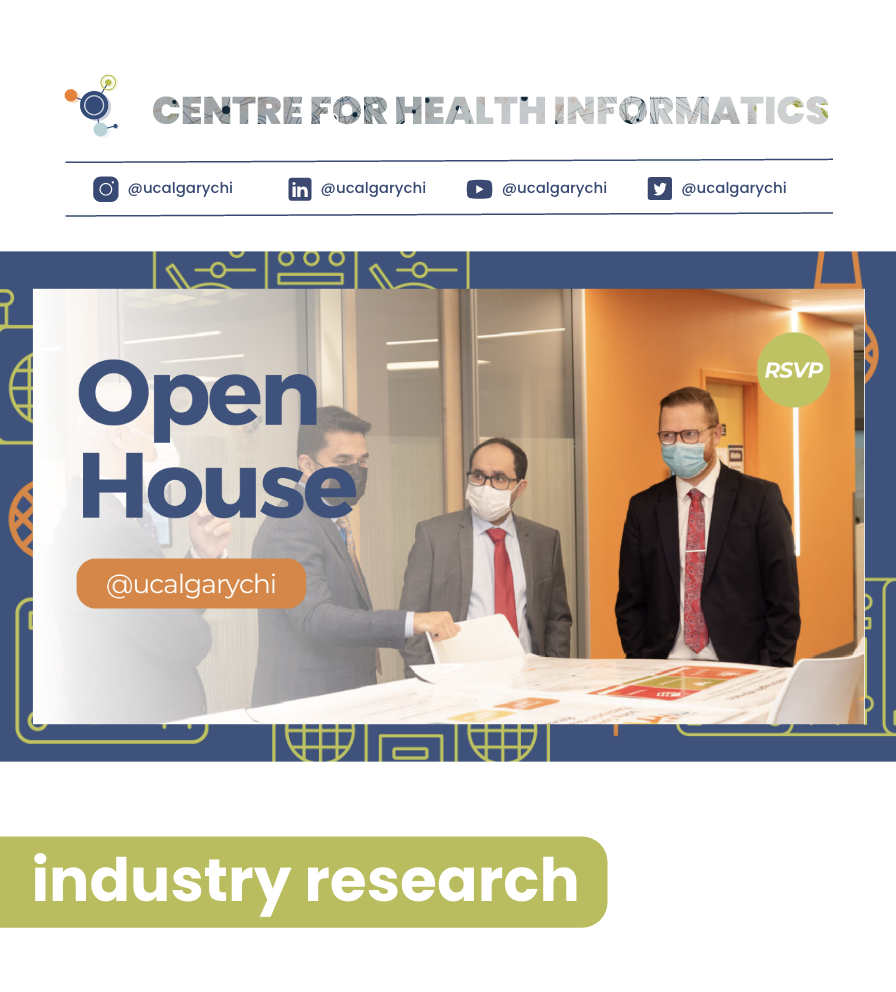 CENTRE FOR HEALTH INFORMATICS
@ucalgarychi @ucalgarychi @ucalgarychi @ucalgarychi
RSVP
Open
House
@ucalgarychi
industry research